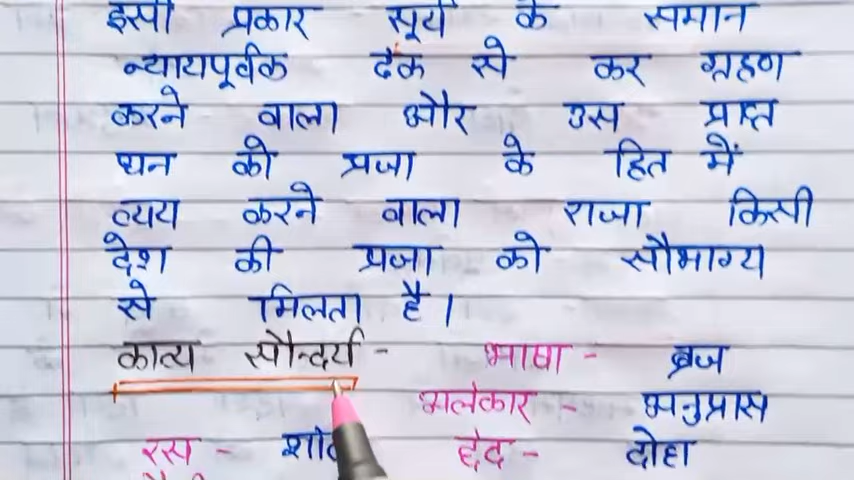 इसी प्रकार सूर्य के समान
न्यायपूर्वक ढंक से कर ग्रहण
करने वाला और उस प्राप्त
धन को प्रजा के हित में
व्यय करने वाला राजा किसी
देश की प्रजा को सौभाग्य
से मिलता है।
काव्य सौन्दर्य - भाषा - ब्रज
अलंकार - अनुप्रास
रस - छंद - दोहा